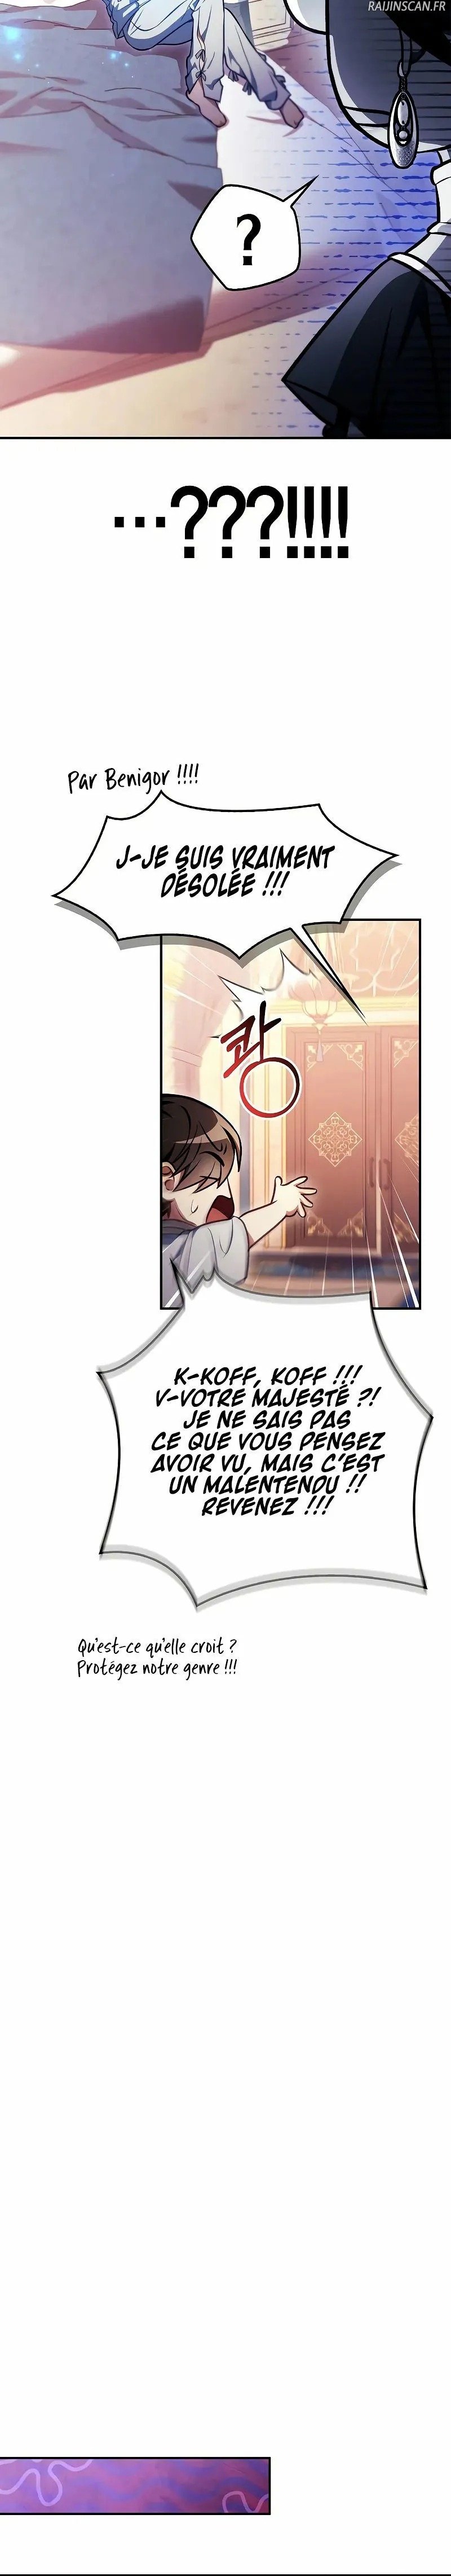 RAIJINSCAN.FR
?
...???!!!!
Par Benigor !!!!
J-JE SUIS VRAIMENT
DÉSOLÉE !!!
쾅
K-KOFF, KOFF !!!
V-VOTRE MAJESTÉ ?!
JE NE SAIS PAS
CE QUE VOUS PENSEZ
AVOIR VU, MAIS C'EST
UN MALENTENDU !!
REVENEZ !!!
Qu'est-ce qu'elle croit ?
Protégez notre genre !!!